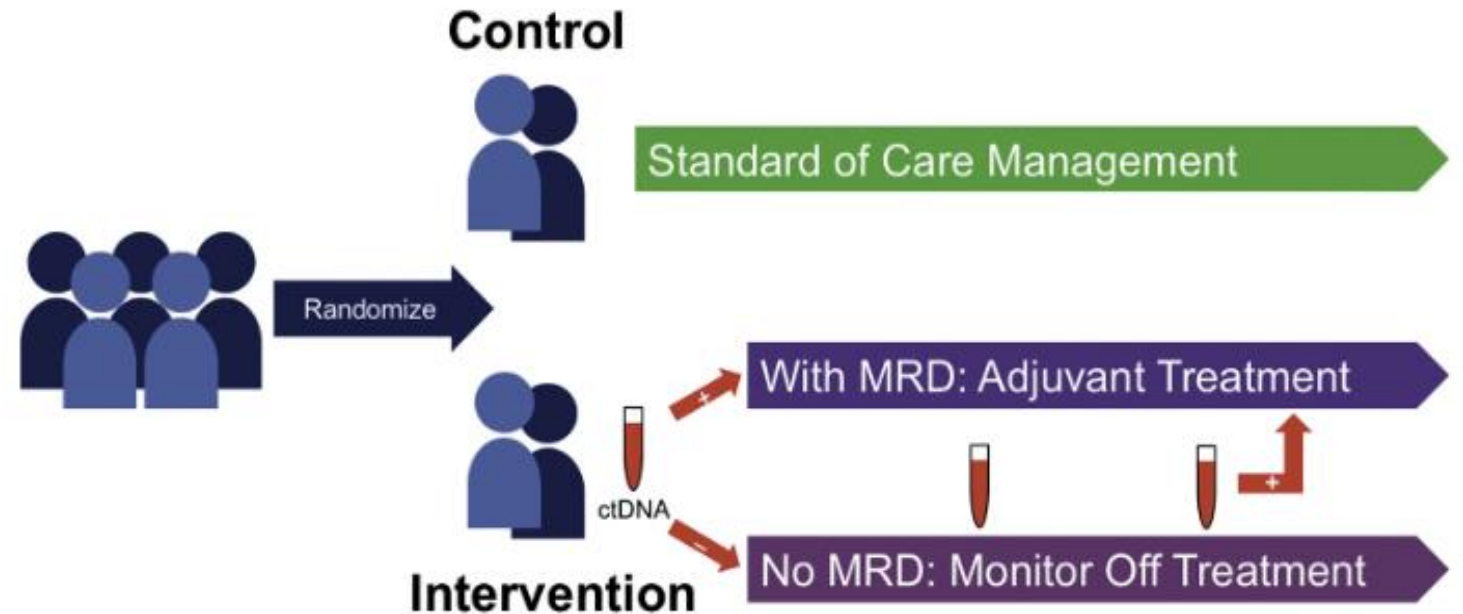 Control
Standard of Care Management
Randomize
With MRD: Adjuvant Treatment
+
ctDNA
+
–
No MRD: Monitor Off Treatment
Intervention